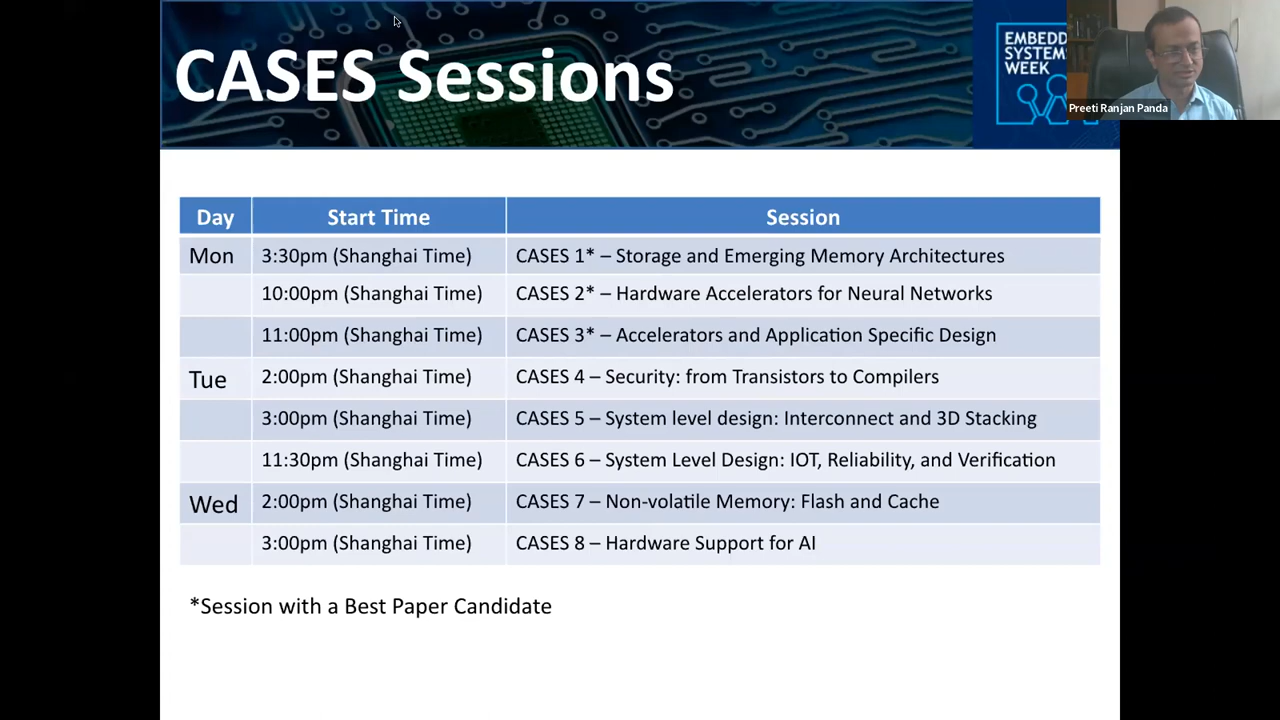 CASES Sessions
EMBEDD
SYSTEM
WEEK
Preeti Ranjan Panda
Day Start Time Session
Mon 3:30pm (Shanghai Time) CASES 1* – Storage and Emerging Memory Architectures
10:00pm (Shanghai Time) CASES 2* – Hardware Accelerators for Neural Networks
11:00pm (Shanghai Time) CASES 3* – Accelerators and Application Specific Design
Tue 2:00pm (Shanghai Time) CASES 4 – Security: from Transistors to Compilers
3:00pm (Shanghai Time) CASES 5 – System level design: Interconnect and 3D Stacking
11:30pm (Shanghai Time) CASES 6 – System Level Design: IOT, Reliability, and Verification
Wed 2:00pm (Shanghai Time) CASES 7 – Non-volatile Memory: Flash and Cache
3:00pm (Shanghai Time) CASES 8 – Hardware Support for AI
*Session with a Best Paper Candidate